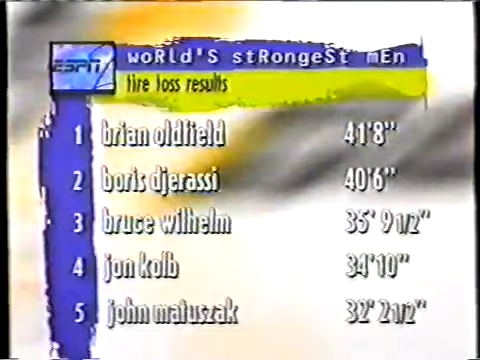 ESPN
woRld'S stRongeSt mEn
tire toss results
1 brian oldfield 41'8"
2 boris djerassi 40'6"
3 bruce wilhelm 35' 9 1/2"
4 jon kolb 34'10"
5 john matuszak 32' 2 1/2"